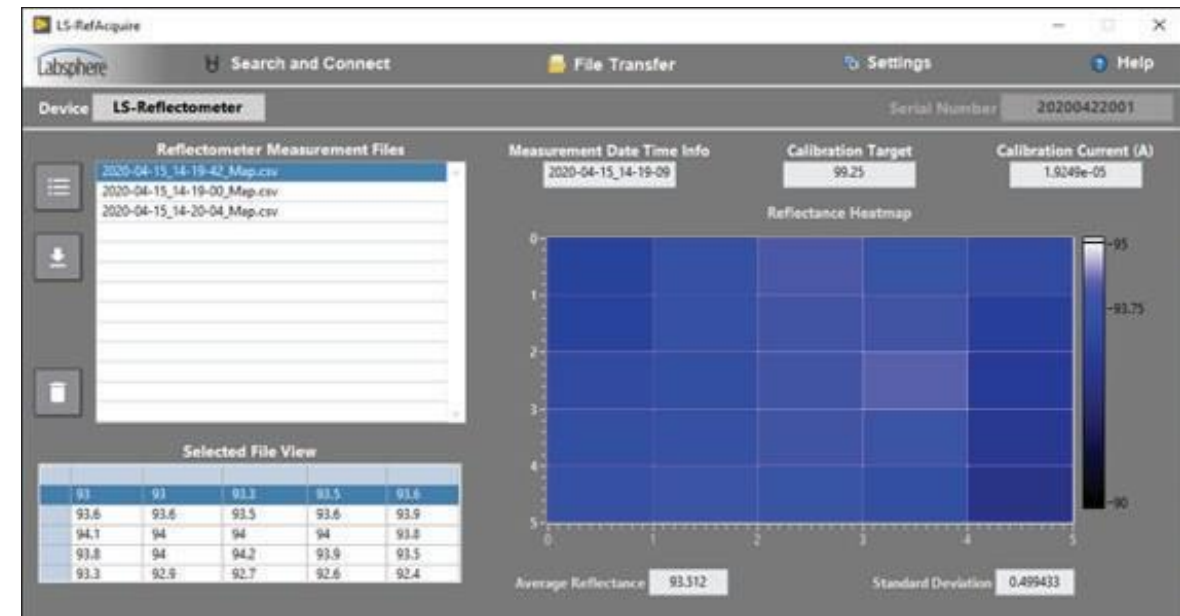 LS-RefAcquire
Labsphere Search and Connect File Transfer Settings Help
Device LS-Reflectometer Serial Number 20200422001
Reflectometer Measurement Files
2020-04-15_14-19-42_Map.csv
2020-04-15_14-19-00_Map.csv
2020-04-15_14-20-04_Map.csv
Selected File View
93 93 93.3 93.5 93.6
93.6 93.6 93.5 93.6 93.9
94.1 94 94 94 93.8
93.8 94 94.2 93.9 93.5
93.3 92.9 92.7 92.6 92.4
Measurement Date Time Info Calibration Target Calibration Current (A)
2020-04-15_14-19-09 99.25 1.9249e-05
Reflectance Heatmap
0
1
2
3
4
5
0 1 2 3 4 5
95
93.75
90
Average Reflectance 93.512 Standard Deviation 0.499433